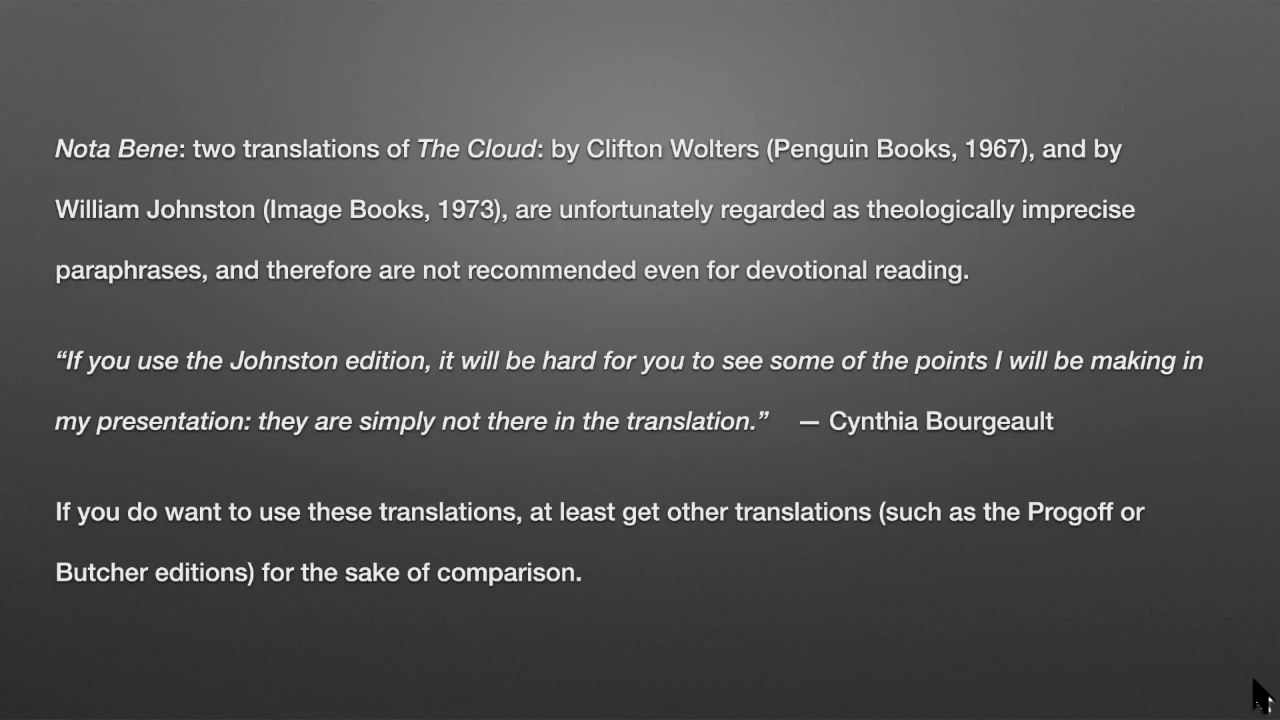 Nota Bene: two translations of The Cloud: by Clifton Wolters (Penguin Books, 1967), and by
William Johnston (Image Books, 1973), are unfortunately regarded as theologically imprecise
paraphrases, and therefore are not recommended even for devotional reading.
“If you use the Johnston edition, it will be hard for you to see some of the points I will be making in
my presentation: they are simply not there in the translation.” — Cynthia Bourgeault
If you do want to use these translations, at least get other translations (such as the Progoff or
Butcher editions) for the sake of comparison.